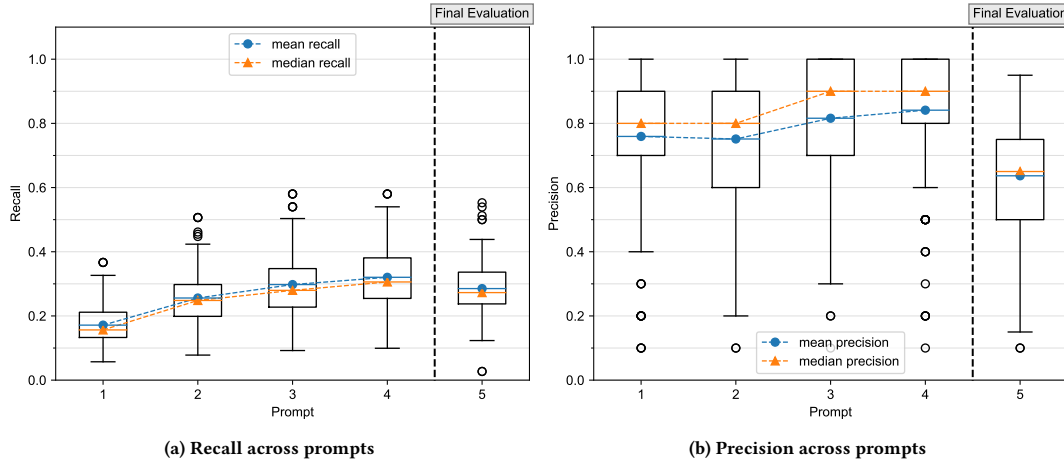 Final Evaluation
1.0
0.8
0.6
0.4
0.2
0.0
Recall
mean recall
median recall
1
2
3
4
5
Prompt
(a) Recall across prompts
Final Evaluation
1.0
0.8
0.6
0.4
0.2
0.0
Precision
mean precision
median precision
1
2
3
4
5
Prompt
(b) Precision across prompts